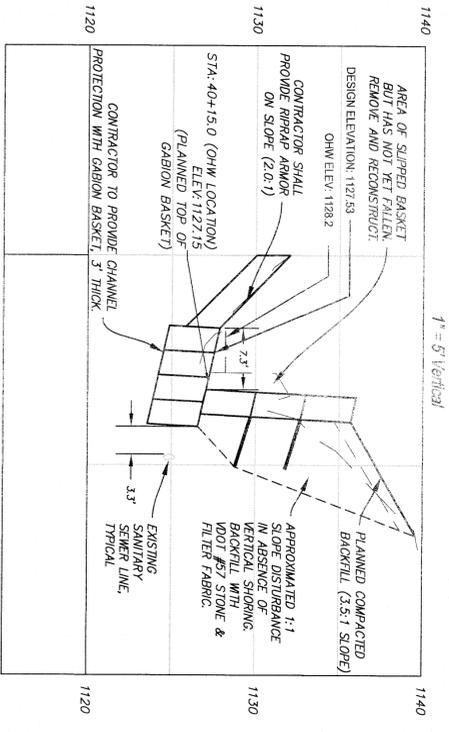 1" = 5' Vertical
1140
1130
1120
AREA OF SLIPPED BASKET
BUT HAS NOT YET FALLEN.
REMOVE AND RECONSTRUCT.
DESIGN ELEVATION: 1127.53
OHW ELEV: 1128.2
CONTRACTOR SHALL
PROVIDE RIPRAP ARMOR
ON SLOPE (2.0:1)
STA: 40+15.0 (OHW LOCATION)
ELEV: 1127.15
(PLANNED TOP OF
GABION BASKET)
CONTRACTOR TO PROVIDE CHANNEL
PROTECTION WITH GABION BASKET, 3' THICK.
7.3'
3.3'
PLANNED COMPACTED
BACKFILL (3.5:1 SLOPE)
APPROXIMATED 1:1
SLOPE DISTURBANCE
IN ABSENCE OF
VERTICAL SHORING.
BACKFILL WITH
VDOT #57 STONE &
FILTER FABRIC.
EXISTING
SANITARY
SEWER LINE,
TYPICAL
1140
1130
1120